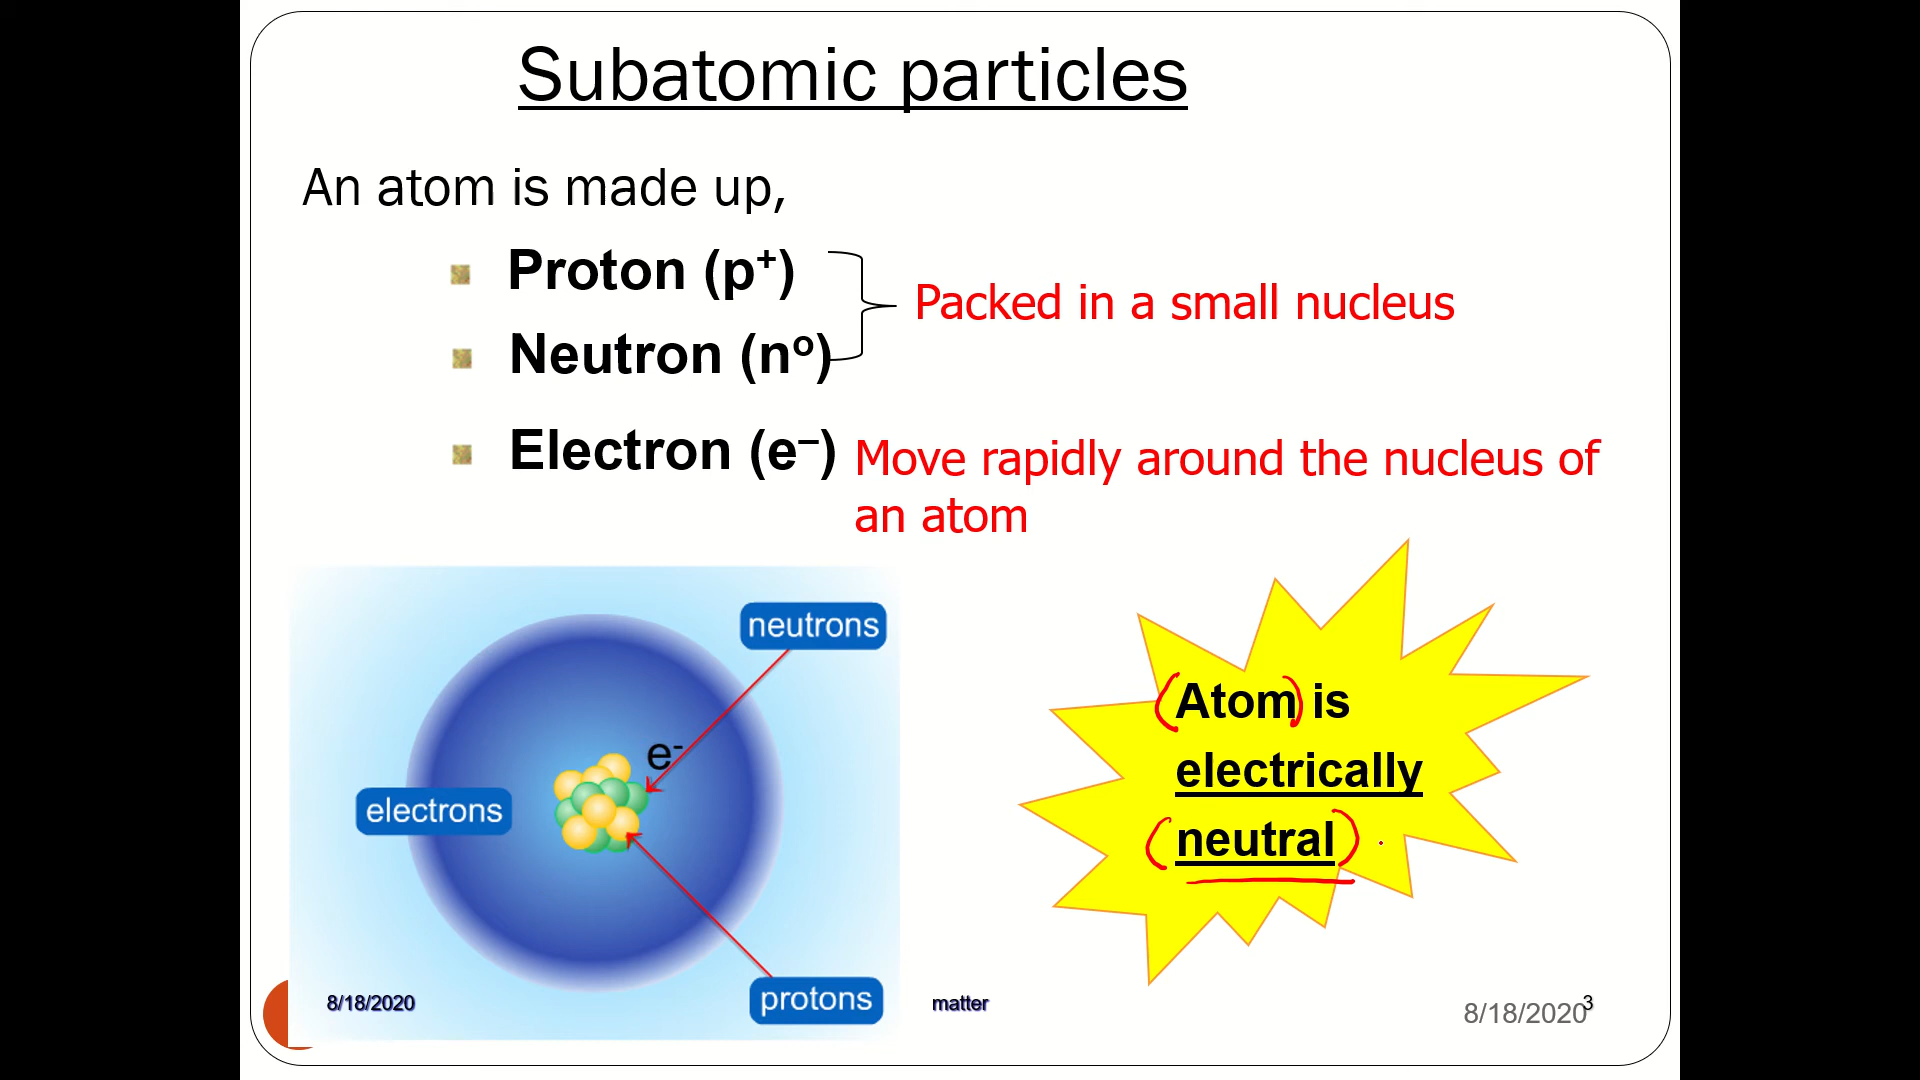 Subatomic particles
An atom is made up,
Proton (p⁺)
Neutron (nᵒ)
Packed in a small nucleus
Electron (e⁻)
Move rapidly around the nucleus of
an atom
neutrons
e⁻
electrons
protons
Atom is
electrically
neutral
8/18/2020
matter
8/18/2020
3